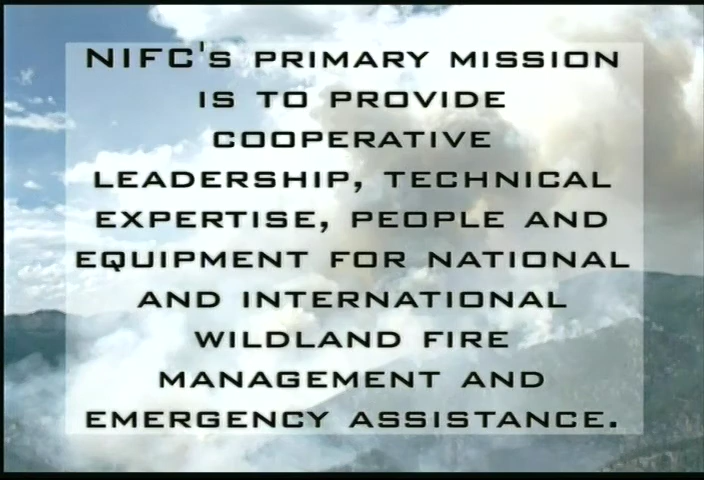 NIFC'S PRIMARY MISSION
IS TO PROVIDE
COOPERATIVE
LEADERSHIP, TECHNICAL
EXPERTISE, PEOPLE AND
EQUIPMENT FOR NATIONAL
AND INTERNATIONAL
WILDLAND FIRE
MANAGEMENT AND
EMERGENCY ASSISTANCE.